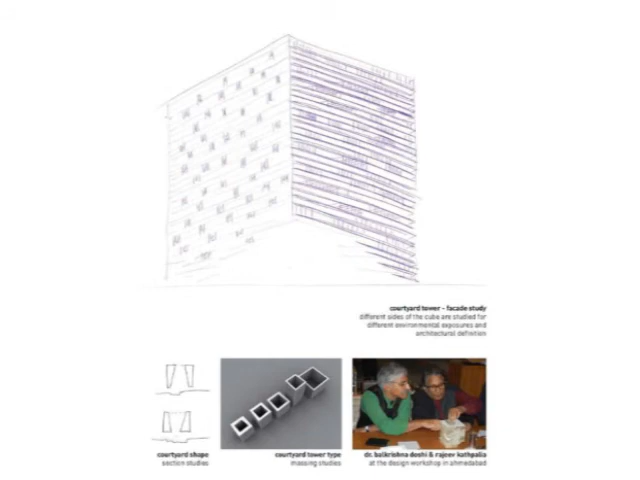 courtyard tower – facade study
different sides of the cube are studied for
different environmental exposures and
architectural definition
courtyard shape
section studies
courtyard tower type
massing studies
dr. balkrishna doshi & rajeev kathpalia
at the design workshop in ahmedabad